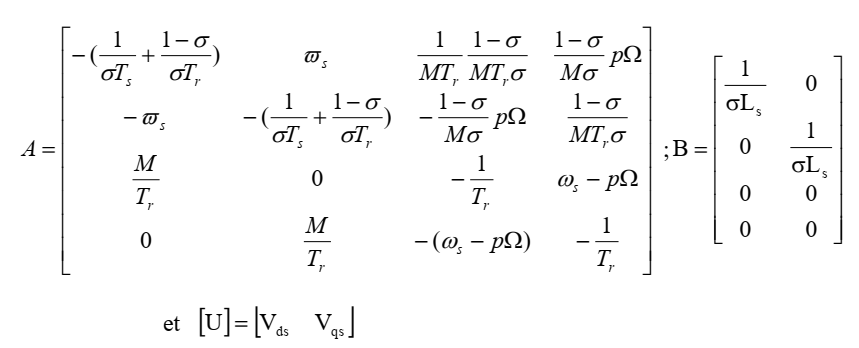 A = [ -(1/σT_s + (1-σ)/σT_r)   ϖ_s   1/MT_r (1-σ)/MT_rσ   (1-σ)/Mσ pΩ
-ϖ_s   -(1/σT_s + (1-σ)/σT_r)   -(1-σ)/Mσ pΩ   (1-σ)/MT_rσ
M/T_r   0   -1/T_r   ω_s - pΩ
0   M/T_r   -(ω_s - pΩ)   -1/T_r ]
; B = [ 1/σL_s   0
0   1/σL_s
0   0
0   0 ]
et [U] = ⌊V_ds   V_qs⌋